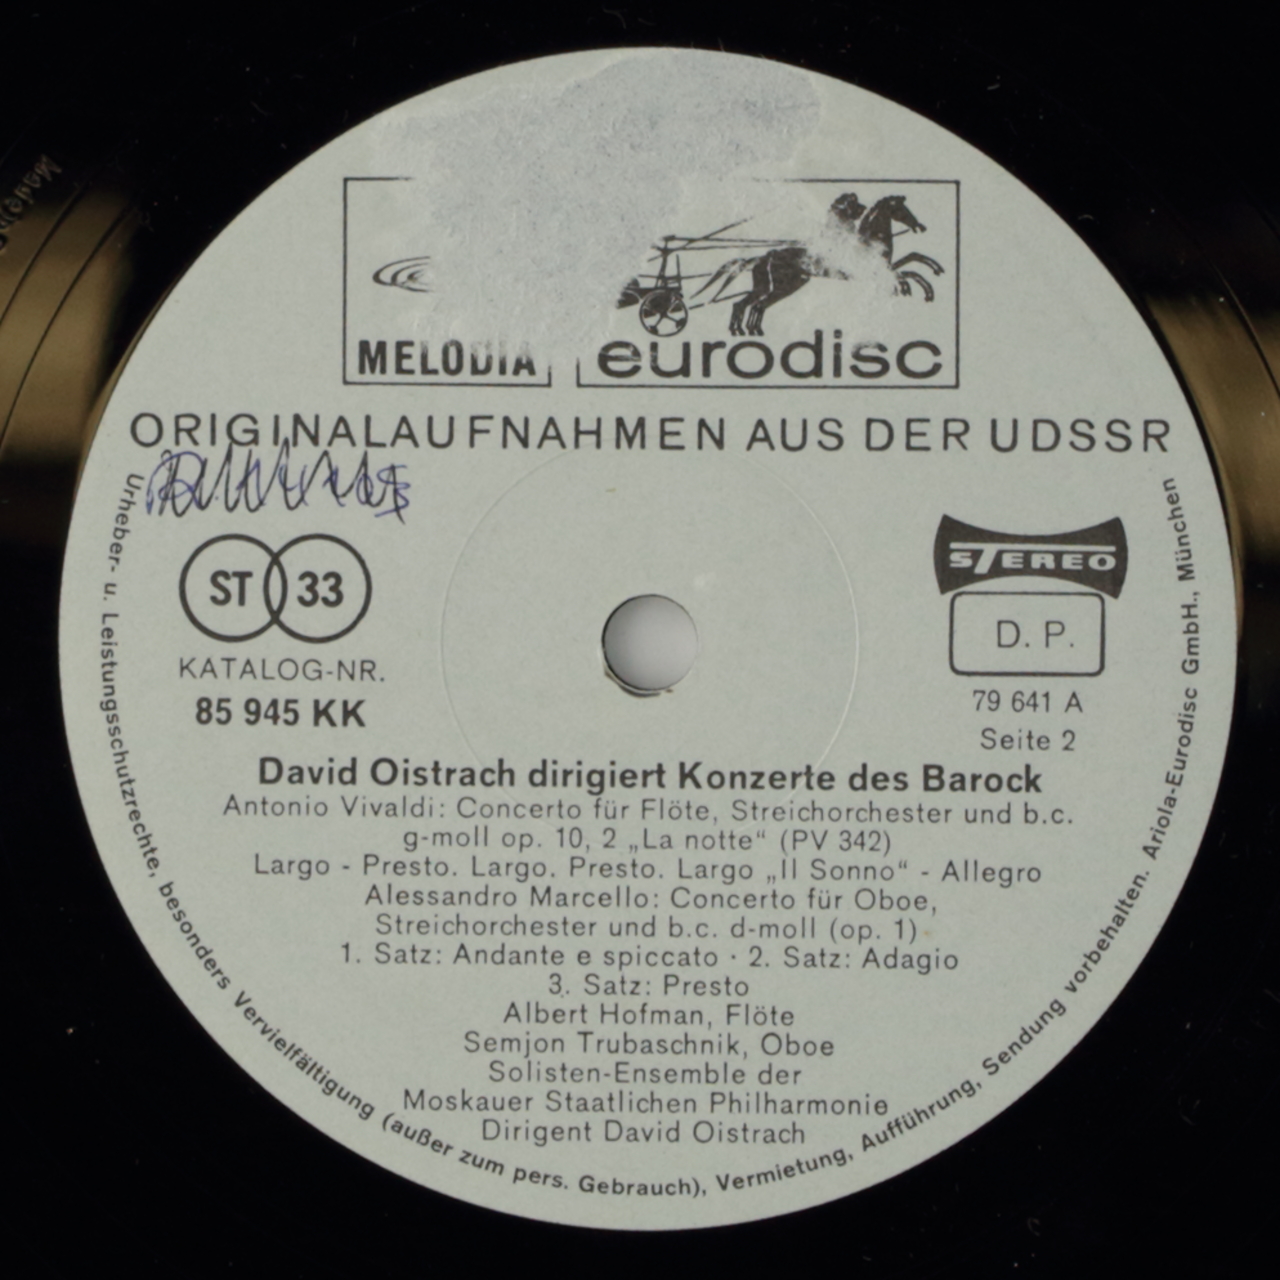 MELODIA
eurodisc
ORIGINALAUFNAHMEN AUS DER UDSSR
ST 33
KATALOG-NR.
85 945 KK
STEREO
D. P.
79 641 A
Seite 2
David Oistrach dirigiert Konzerte des Barock
Antonio Vivaldi: Concerto für Flöte, Streichorchester und b.c.
g-moll op. 10, 2 „La notte“ (PV 342)
Largo - Presto. Largo. Presto. Largo „Il Sonno“ - Allegro
Alessandro Marcello: Concerto für Oboe,
Streichorchester und b.c. d-moll (op. 1)
1. Satz: Andante e spiccato · 2. Satz: Adagio
3. Satz: Presto
Albert Hofman, Flöte
Semjon Trubaschnik, Oboe
Solisten-Ensemble der
Moskauer Staatlichen Philharmonie
Dirigent David Oistrach
Urheber- u. Leistungsschutzrechte, besonders Vervielfältigung (außer zum pers. Gebrauch), Vermietung, Aufführung, Sendung vorbehalten. Ariola-Eurodisc GmbH., München